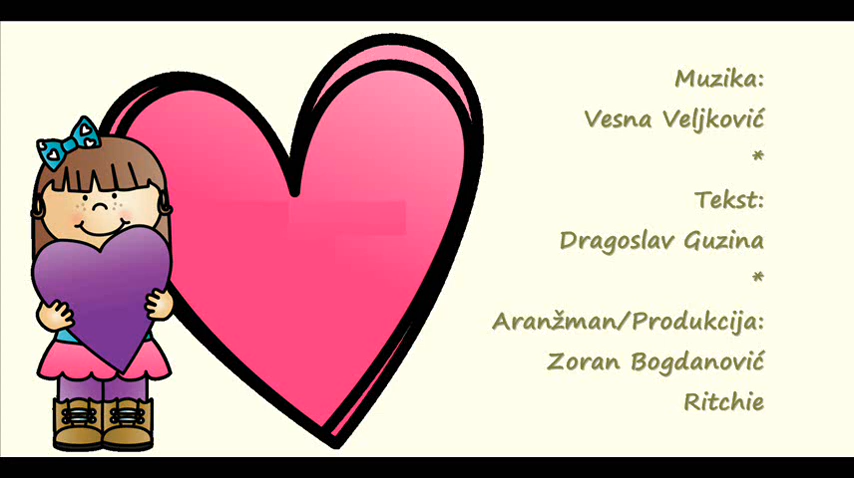 Muzika:
Vesna Veljković
*
Tekst:
Dragoslav Guzina
*
Aranžman/Produkcija:
Zoran Bogdanović
Ritchie